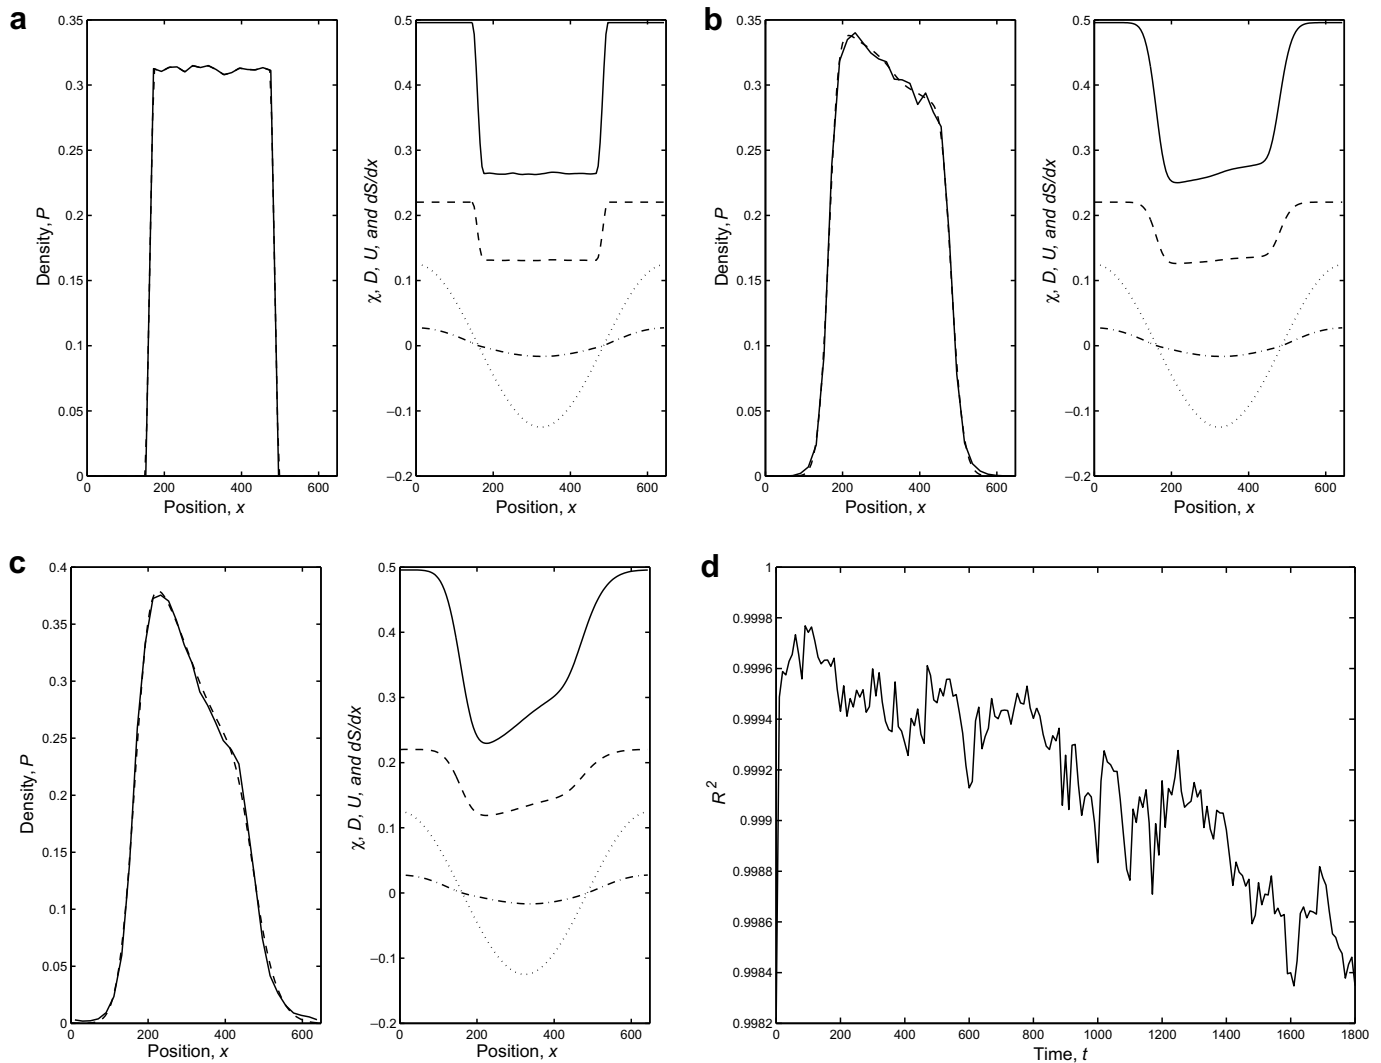 a
0.35
0.3
0.25
0.2
0.15
0.1
0.05
0
0 200 400 600
Density, P
Position, x
0.5
0.4
0.3
0.2
0.1
0
−0.1
−0.2
0 200 400 600
χ, D, U, and dS/dx
Position, x
b
0.35
0.3
0.25
0.2
0.15
0.1
0.05
0
0 200 400 600
Density, P
Position, x
0.5
0.4
0.3
0.2
0.1
0
−0.1
−0.2
0 200 400 600
χ, D, U, and dS/dx
Position, x
c
0.4
0.35
0.3
0.25
0.2
0.15
0.1
0.05
0
0 200 400 600
Density, P
Position, x
0.5
0.4
0.3
0.2
0.1
0
−0.1
−0.2
0 200 400 600
χ, D, U, and dS/dx
Position, x
d
1
0.9998
0.9996
0.9994
0.9992
0.999
0.9988
0.9986
0.9984
0.9982
0 200 400 600 800 1000 1200 1400 1600 1800
R²
Time, t